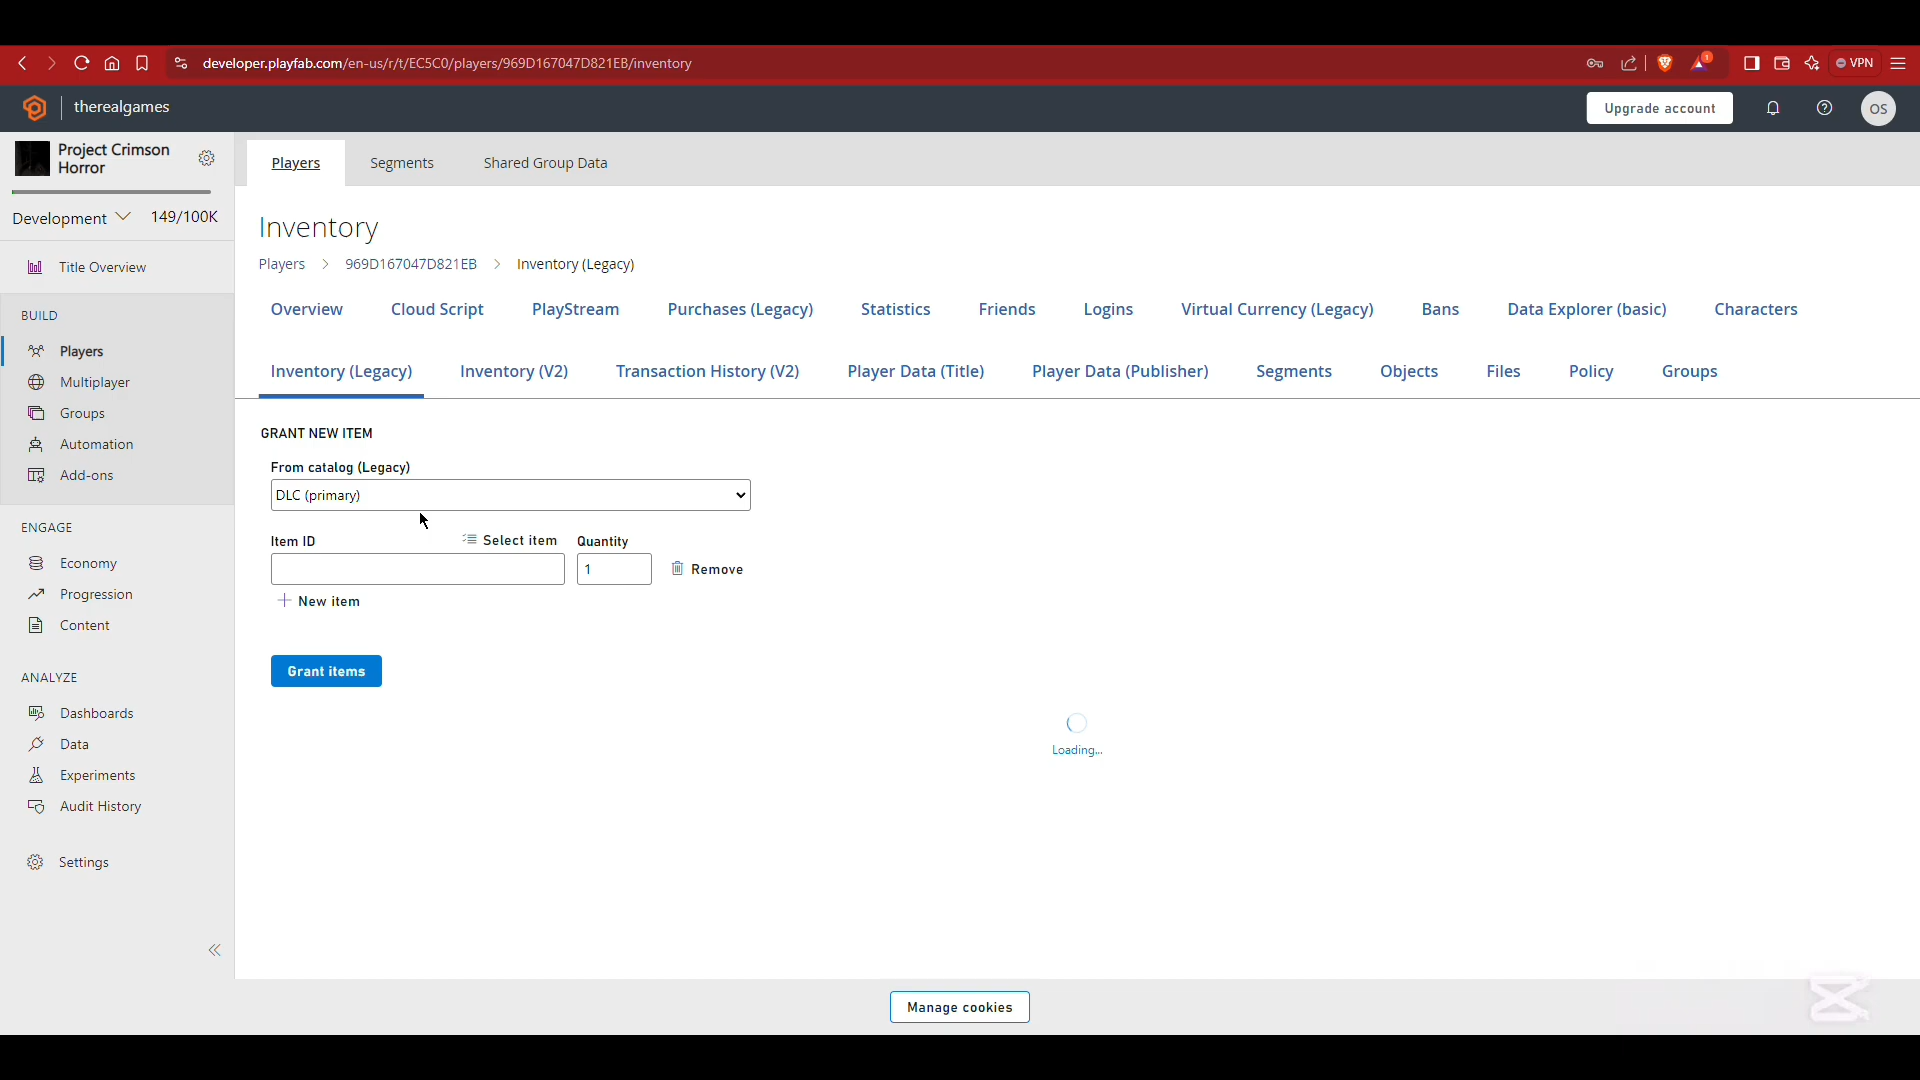 developer.playfab.com/en-us/r/t/EC5C0/players/969D167047D821EB/inventory
1
VPN
therealgames
Upgrade account
OS
Project Crimson
Horror
Development
149/100K
Title Overview
BUILD
Players
Multiplayer
Groups
Automation
Add-ons
ENGAGE
Economy
Progression
Content
ANALYZE
Dashboards
Data
Experiments
Audit History
Settings
Players Segments Shared Group Data
Inventory
Players > 969D167047D821EB > Inventory (Legacy)
Overview Cloud Script PlayStream Purchases (Legacy) Statistics Friends Logins Virtual Currency (Legacy) Bans Data Explorer (basic) Characters
Inventory (Legacy) Inventory (V2) Transaction History (V2) Player Data (Title) Player Data (Publisher) Segments Objects Files Policy Groups
GRANT NEW ITEM
From catalog (Legacy)
DLC (primary)
Item ID Select item Quantity
1 Remove
New item
Grant items
Loading...
Manage cookies